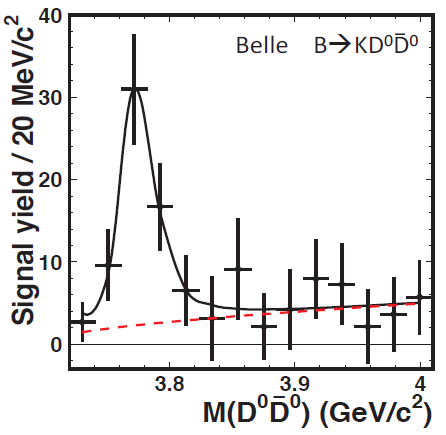 40
30
20
10
0
Signal yield / 20 MeV/c²
Belle B→KD⁰D̄⁰
3.8 3.9 4
M(D⁰D̄⁰) (GeV/c²)